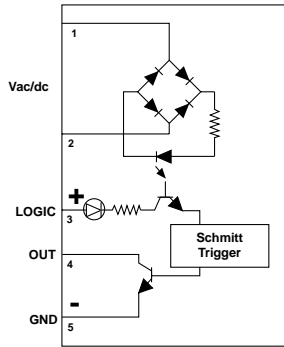 1
Vac/dc
2
+
LOGIC
3
OUT
4
Schmitt
Trigger
-
GND
5